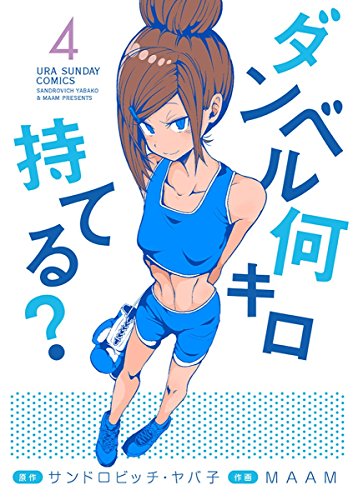 4
URA SUNDAY
COMICS
SANDROVICH YABAKO
& MAAM PRESENTS
ダンベル何
キロ
持てる?
原作 サンドロビッチ・ヤバ子 作画 MAAM